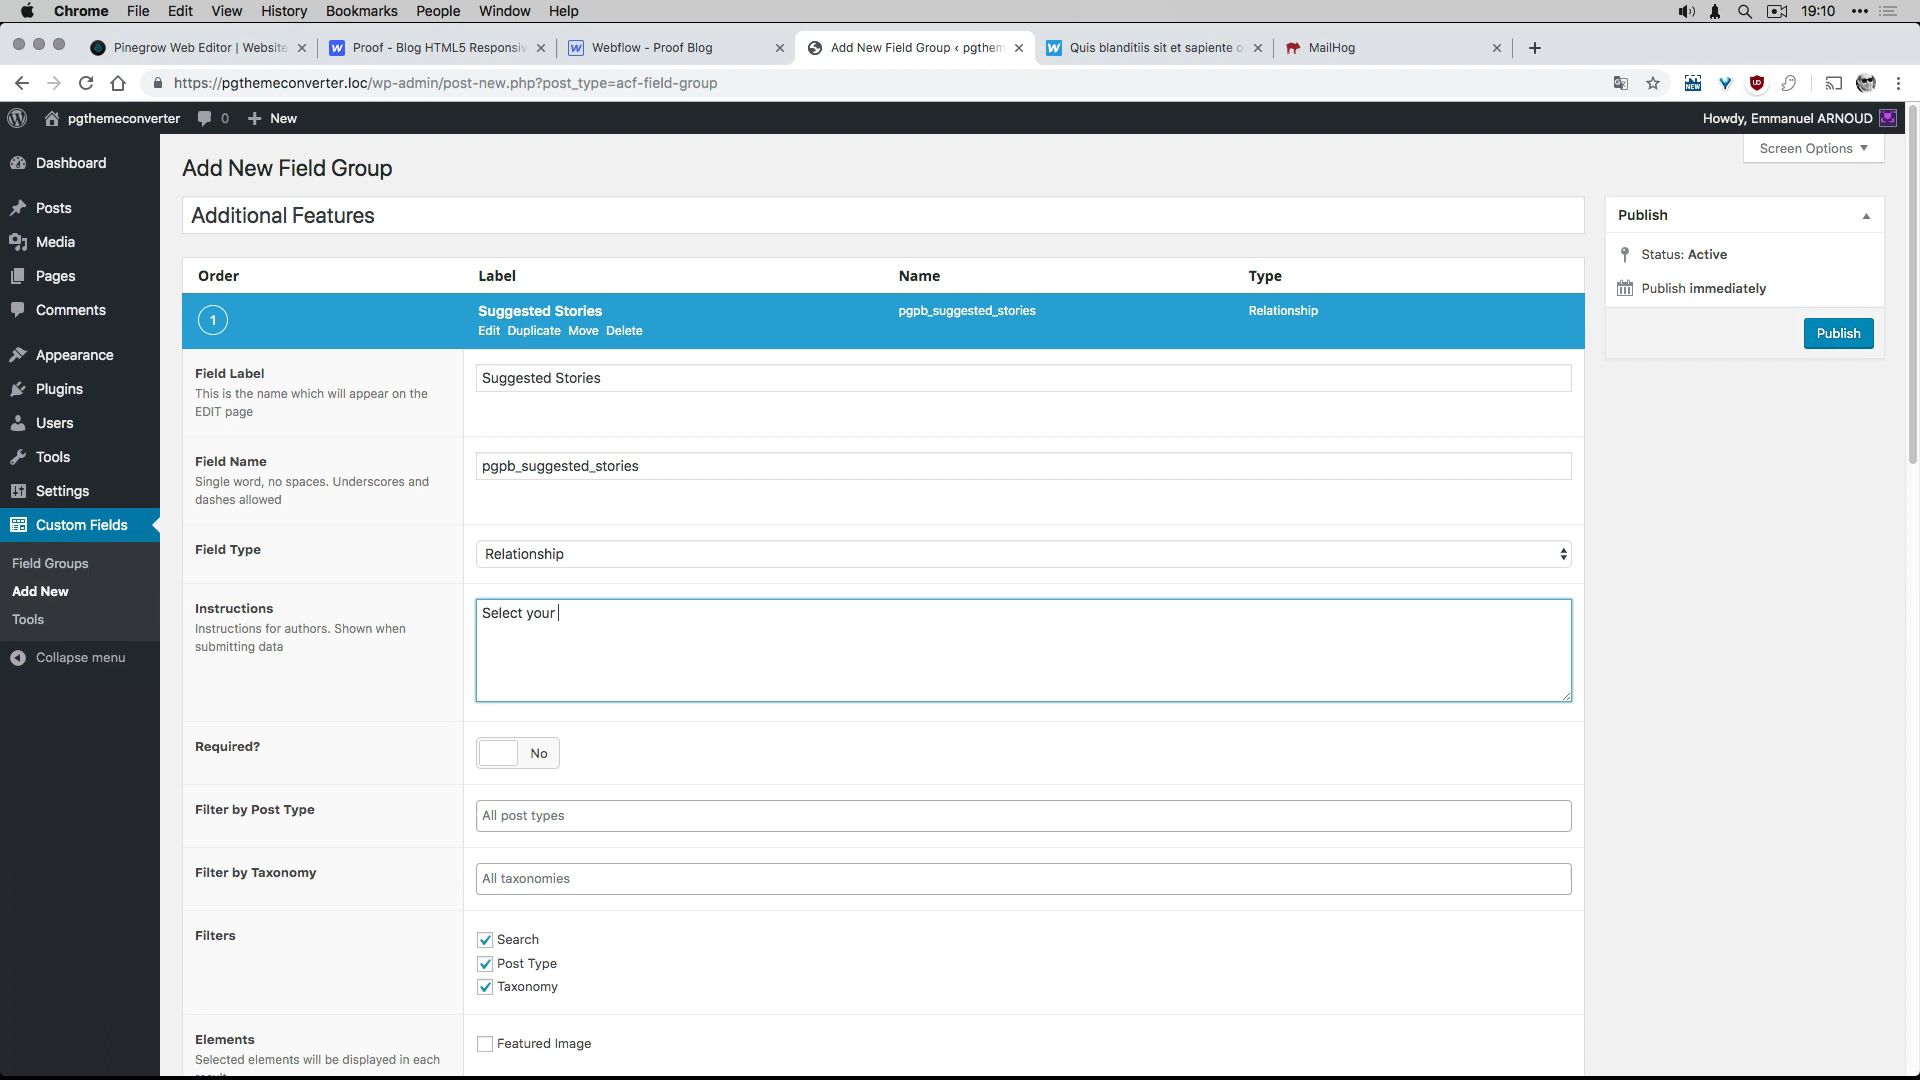 Chrome File Edit View History Bookmarks People Window Help 19:10
Pinegrow Web Editor | Website
Proof - Blog HTML5 Responsiv
Webflow - Proof Blog
Add New Field Group ‹ pgthem
Quis blanditiis sit et sapiente o
MailHog
https://pgthemeconverter.loc/wp-admin/post-new.php?post_type=acf-field-group
NEW
pgthemeconverter 0 New
Howdy, Emmanuel ARNOUD
Screen Options
Dashboard
Posts
Media
Pages
Comments
Appearance
Plugins
Users
Tools
Settings
Custom Fields
Field Groups
Add New
Tools
Collapse menu
Add New Field Group
Additional Features
Order Label Name Type
1 Suggested Stories pgpb_suggested_stories Relationship
Edit Duplicate Move Delete
Field Label
This is the name which will appear on the
EDIT page
Suggested Stories
Field Name
Single word, no spaces. Underscores and
dashes allowed
pgpb_suggested_stories
Field Type
Relationship
Instructions
Instructions for authors. Shown when
submitting data
Select your
Required?
No
Filter by Post Type
All post types
Filter by Taxonomy
All taxonomies
Filters
Search
Post Type
Taxonomy
Elements
Selected elements will be displayed in each
Featured Image
Publish
Status: Active
Publish immediately
Publish